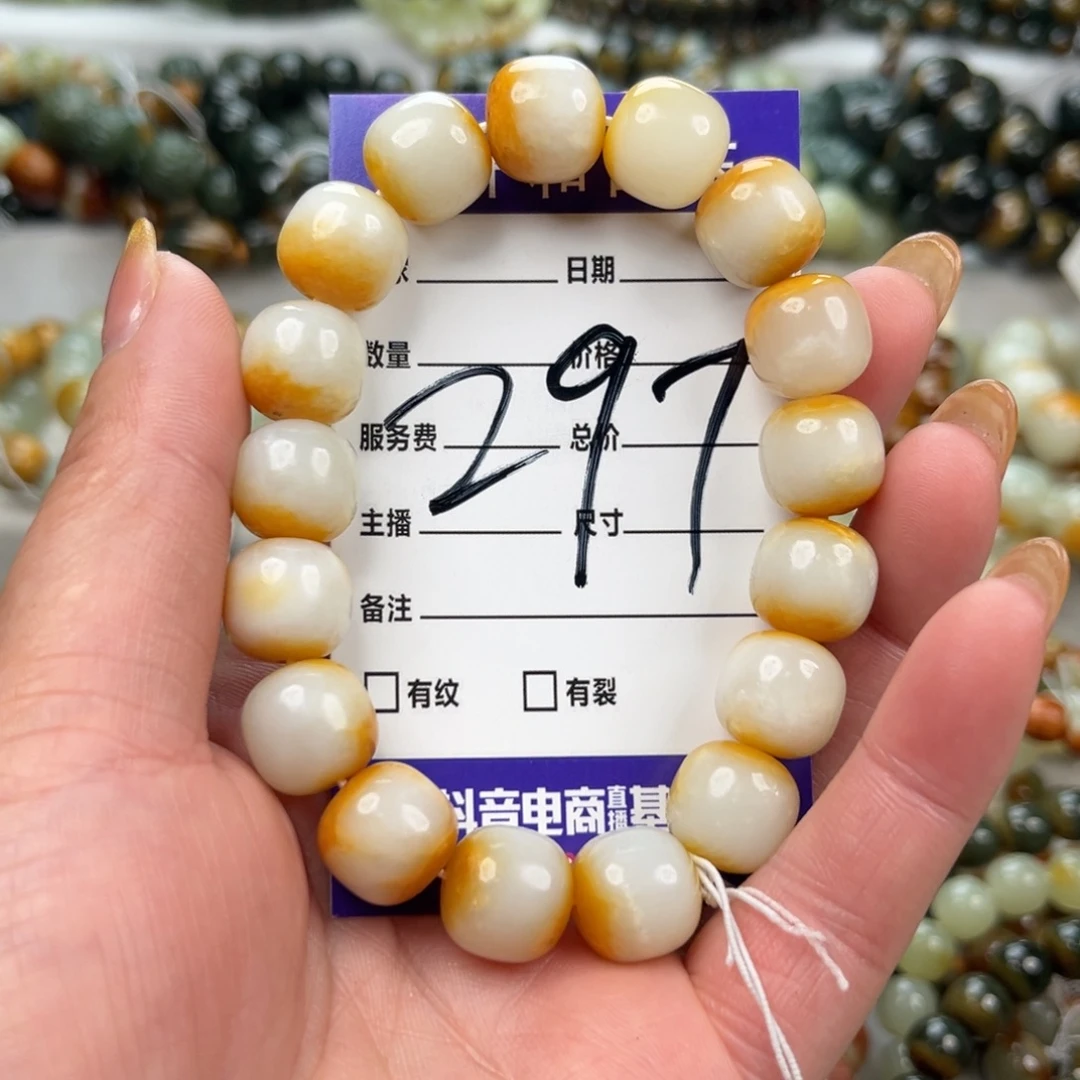 日期
数量 价格
297
服务费 总价
主播 尺寸
备注
有纹 有裂
抖音电商直播基